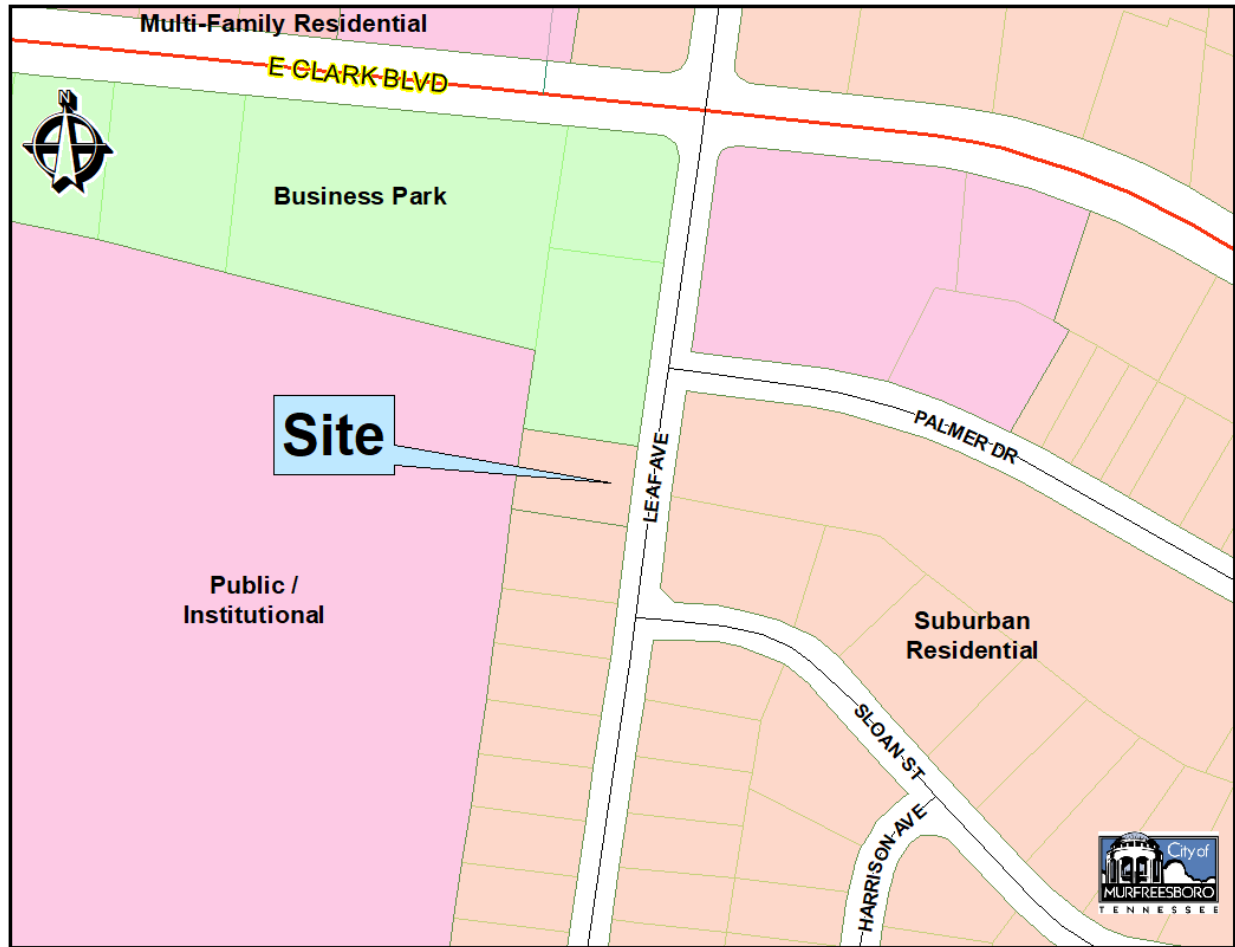 Multi-Family Residential
E CLARK BLVD
N
Business Park
Site
LEAF AVE
PALMER DR
Public /
Institutional
Suburban
Residential
SLOAN ST
HARRISON AVE
City of
MURFREESBORO
TENNESSEE